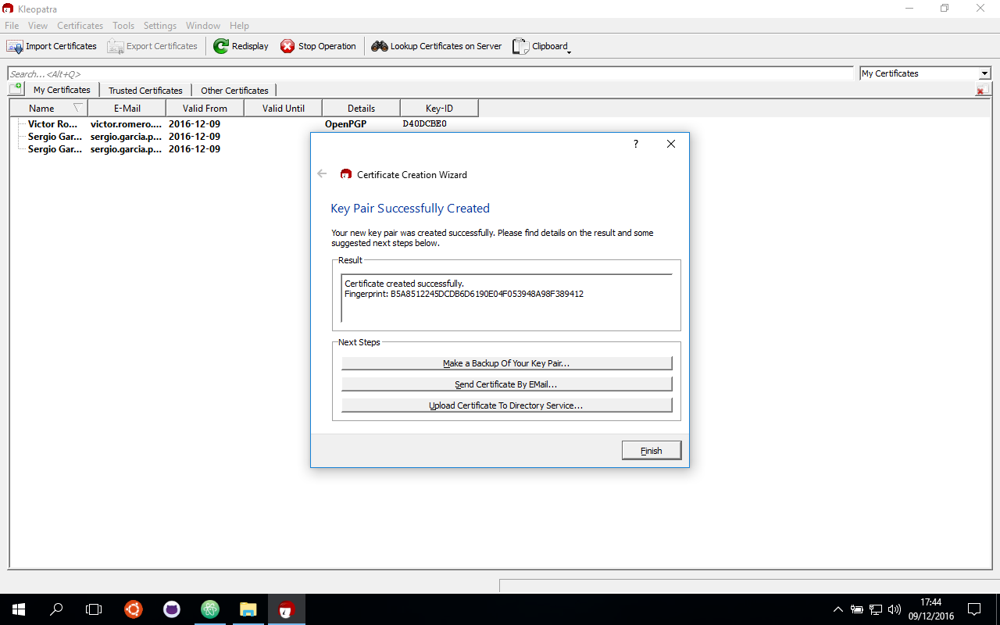 Kleopatra
File View Certificates Tools Settings Window Help
Import Certificates Export Certificates Redisplay Stop Operation Lookup Certificates on Server Clipboard
Search...<Alt+Q> My Certificates
My Certificates Trusted Certificates Other Certificates
Name E-Mail Valid From Valid Until Details Key-ID
Victor Ro... victor.romero.... 2016-12-09 OpenPGP D40DCBE0
Sergio Gar... sergio.garcia.p... 2016-12-09
Sergio Gar... sergio.garcia.p... 2016-12-09
?
Certificate Creation Wizard
Key Pair Successfully Created
Your new key pair was created successfully. Please find details on the result and some
suggested next steps below.
Result
Certificate created successfully.
Fingerprint: B5A8512245DCDB6D6190E04F053948A98F389412
Next Steps
Make a Backup Of Your Key Pair...
Send Certificate By EMail...
Upload Certificate To Directory Service...
Finish
17:44
09/12/2016